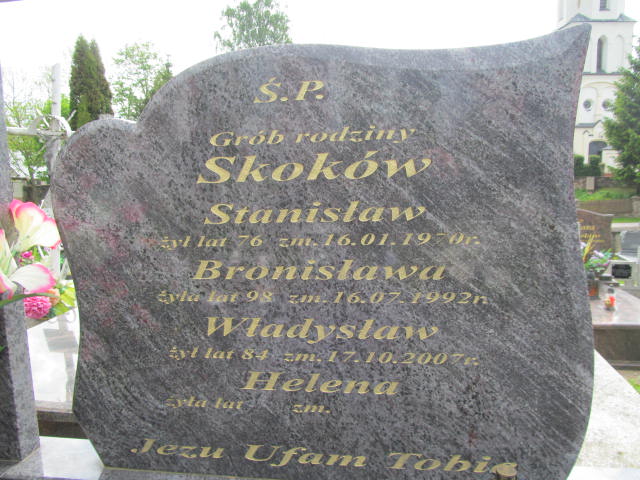 Ś.P.
Grób rodziny
Skoków
Stanisław
żył lat 76 zm. 16.01.1970r.
Bronisława
żyła lat 98 zm. 16.07.1992r.
Władysław
żył lat 84 zm. 17.10.2007r.
Helena
żyła lat zm.
Jezu Ufam Tobie